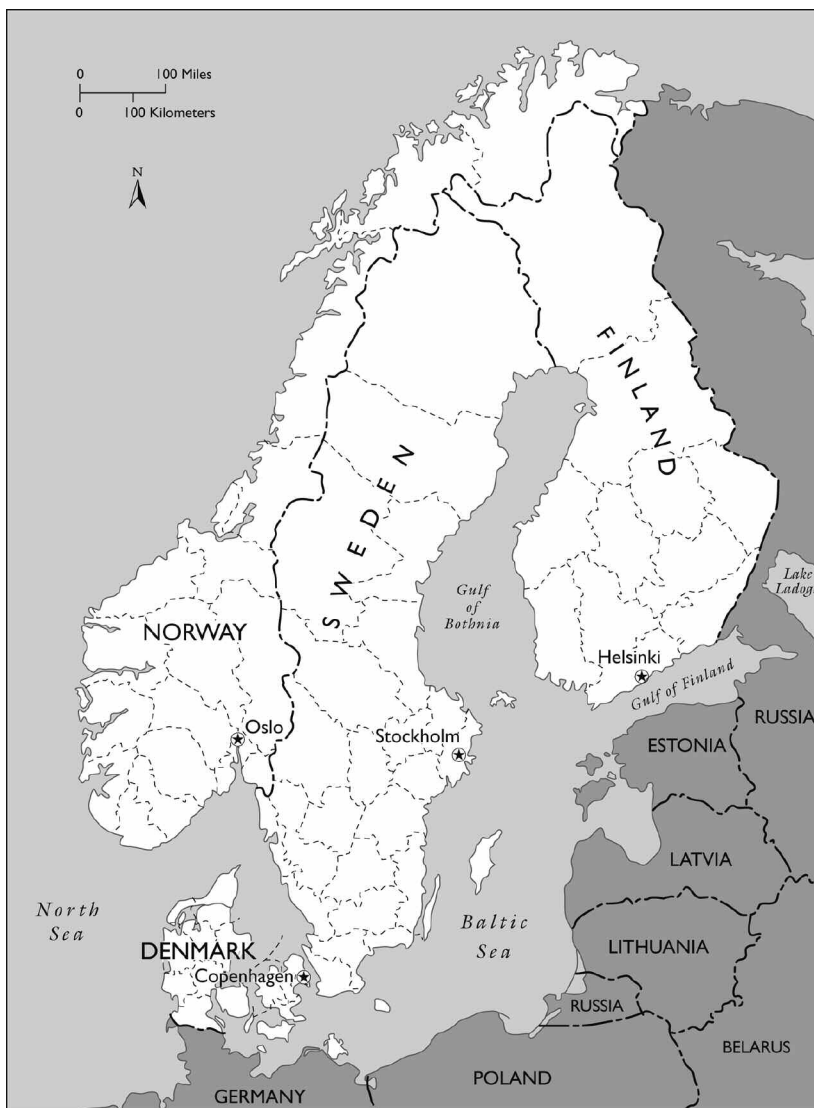 0 100 Miles
0 100 Kilometers
N
FINLAND
SWEDEN
Gulf
of
Bothnia
Lake
NORWAY
Helsinki
Gulf of Finland
Oslo
Stockholm
RUSSIA
ESTONIA
LATVIA
North
Sea
Baltic
Sea
DENMARK
LITHUANIA
Copenhagen
RUSSIA
BELARUS
POLAND
GERMANY